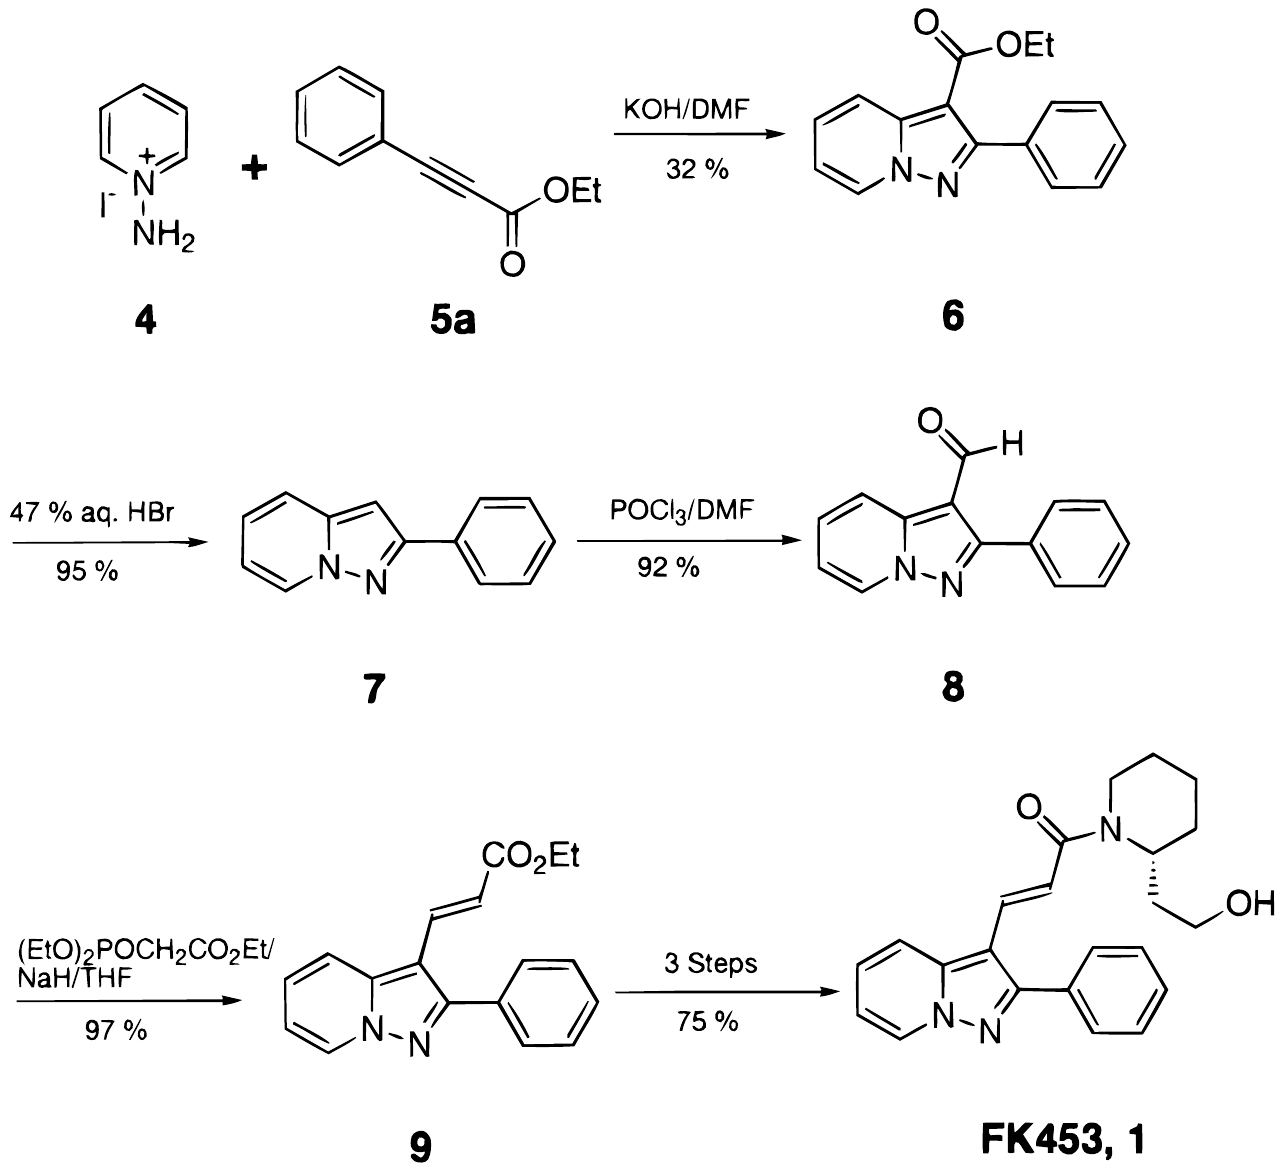 O
OEt
N
+
I-
NH2
+
OEt
O
KOH/DMF
32 %
N
N
4
5a
6
47 % aq. HBr
95 %
N
N
POCl3/DMF
92 %
O
H
N
N
7
8
(EtO)2POCH2CO2Et/
NaH/THF
97 %
CO2Et
N
N
3 Steps
75 %
O
N
OH
N
N
9
FK453, 1